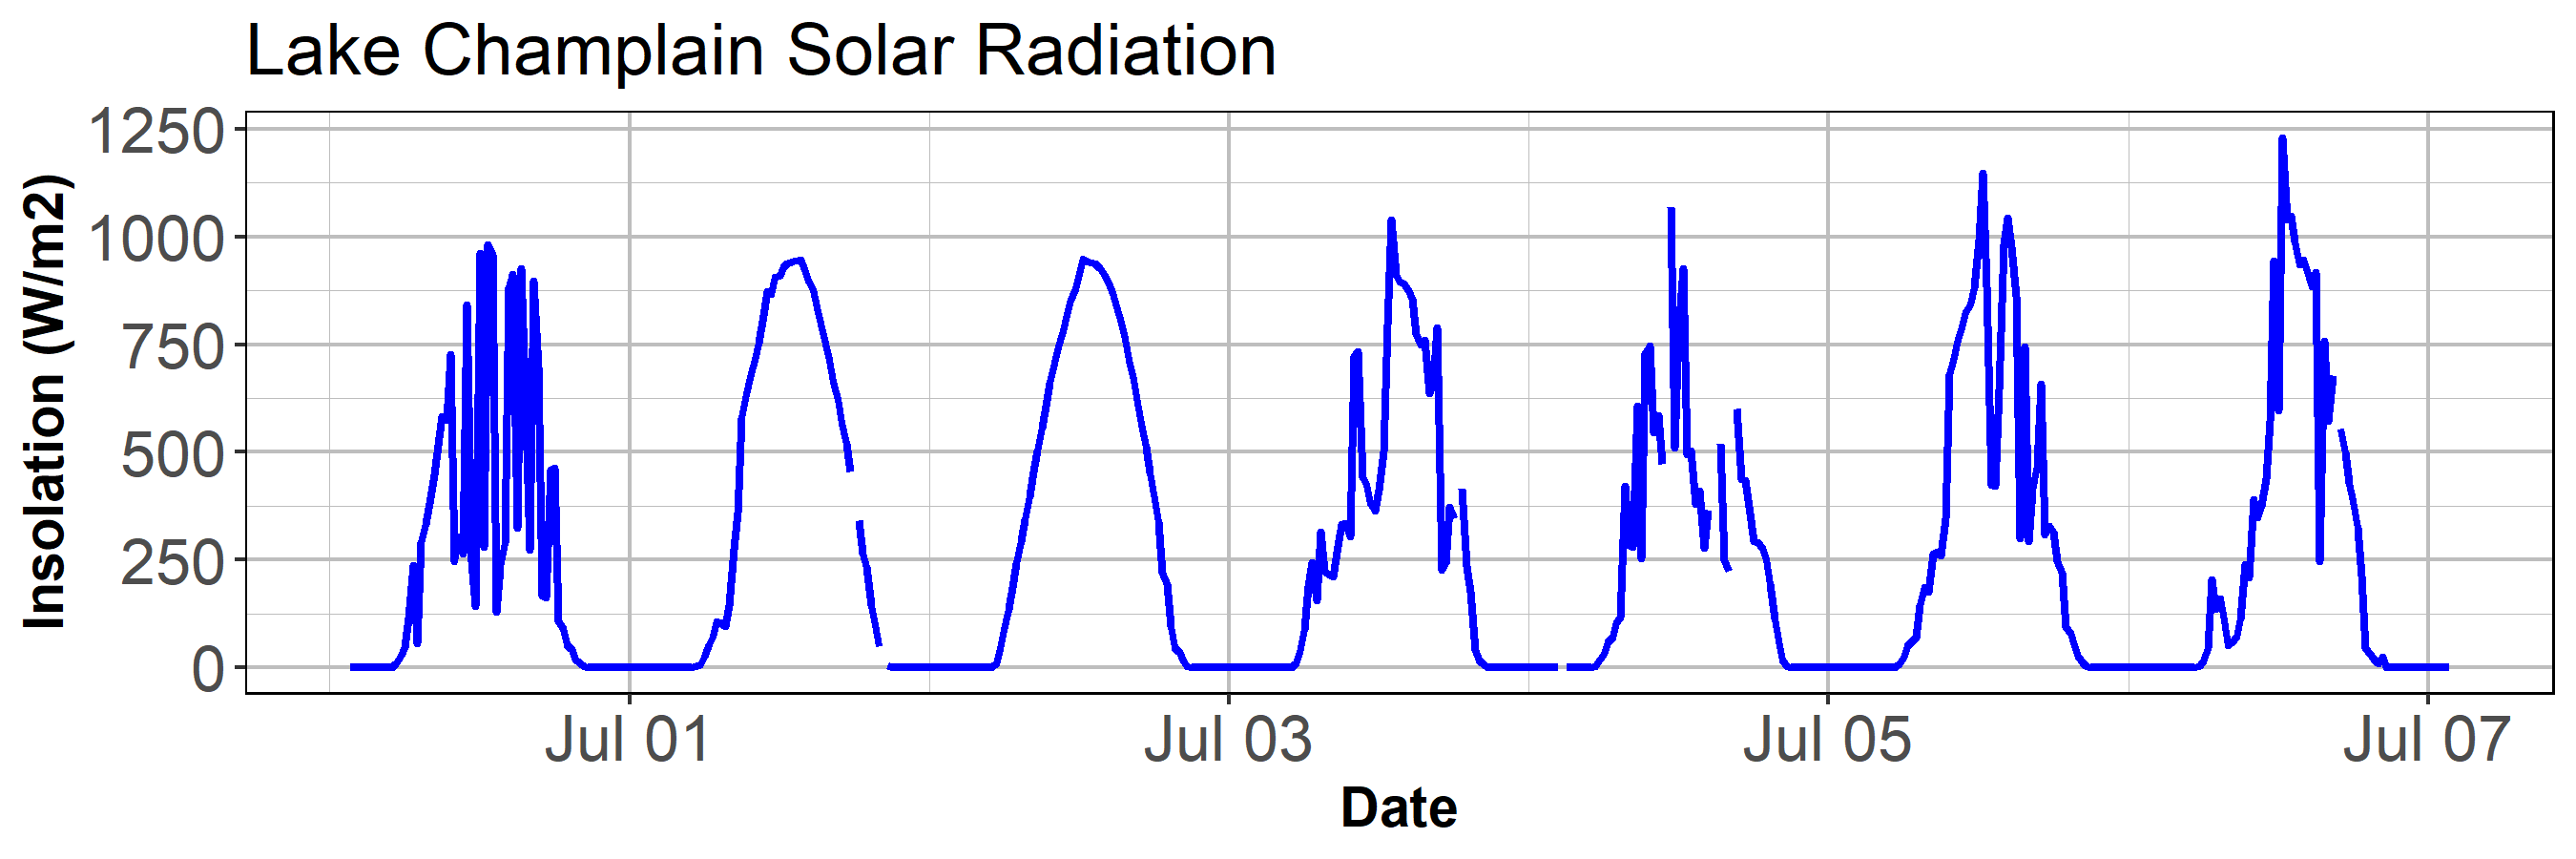 Lake Champlain Solar Radiation
Insolation (W/m2)
1250
1000
750
500
250
0
Jul 01
Jul 03
Jul 05
Jul 07
Date